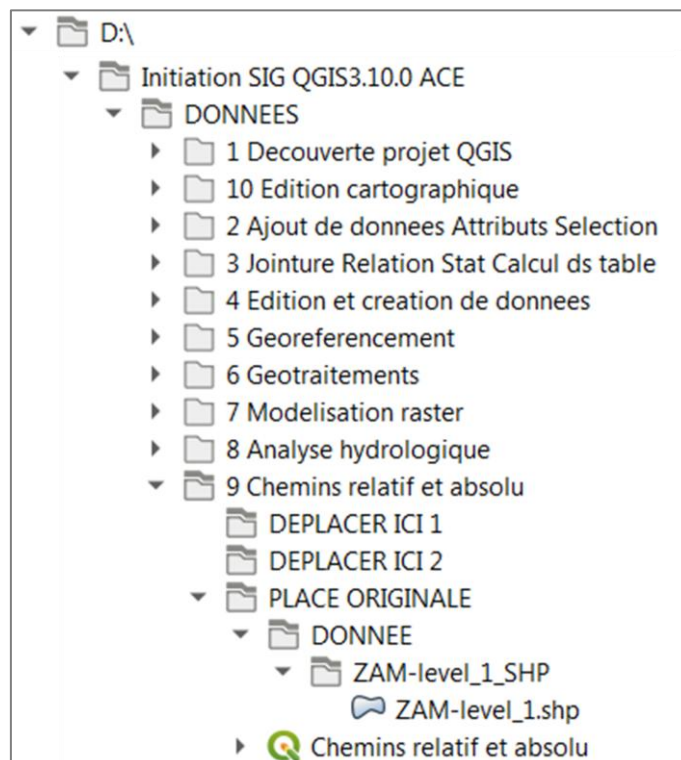 D:\
Initiation SIG QGIS3.10.0 ACE
DONNEES
1 Decouverte projet QGIS
10 Edition cartographique
2 Ajout de donnees Attributs Selection
3 Jointure Relation Stat Calcul ds table
4 Edition et creation de donnees
5 Georeferencement
6 Geotraitements
7 Modelisation raster
8 Analyse hydrologique
9 Chemins relatif et absolu
DEPLACER ICI 1
DEPLACER ICI 2
PLACE ORIGINALE
DONNEE
ZAM-level_1_SHP
ZAM-level_1.shp
Chemins relatif et absolu